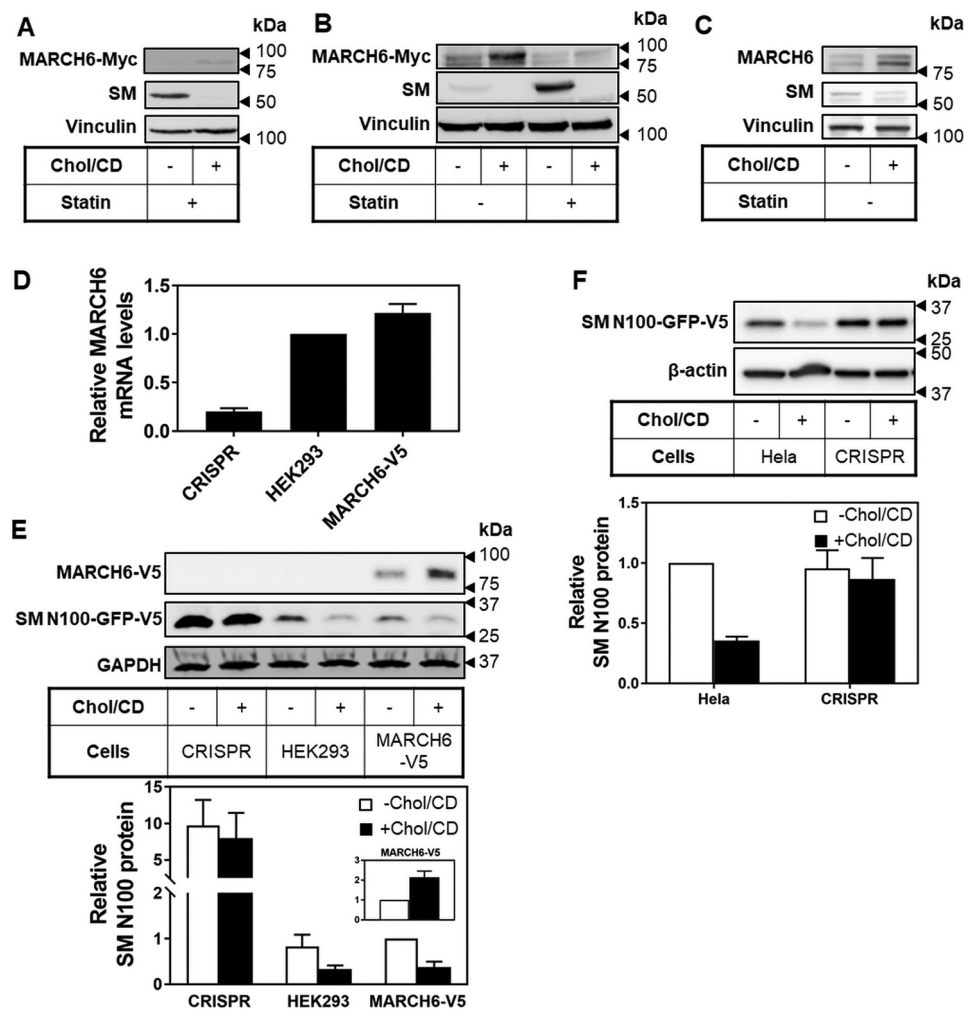 A
kDa
MARCH6-Myc
100
75
SM
50
Vinculin
100
Chol/CD - +
Statin +
B
kDa
MARCH6-Myc
100
75
SM
50
Vinculin
100
Chol/CD - + - +
Statin - +
C
kDa
MARCH6
75
SM
50
Vinculin
100
Chol/CD - +
Statin -
D
Relative MARCH6
mRNA levels
1.5
1.0
0.5
0.0
CRISPR
HEK293
MARCH6-V5
E
kDa
MARCH6-V5
100
75
SM N100-GFP-V5
37
25
GAPDH
37
Chol/CD - + - + - +
Cells CRISPR HEK293 MARCH6
-V5
Relative
SM N100 protein
15
10
5
2
1
0
-Chol/CD
+Chol/CD
MARCH6-V5
3
2
1
0
CRISPR HEK293 MARCH6-V5
F
kDa
SM N100-GFP-V5
37
25
β-actin
50
37
Chol/CD - + - +
Cells Hela CRISPR
Relative
SM N100 protein
1.5
1.0
0.5
0.0
-Chol/CD
+Chol/CD
Hela CRISPR